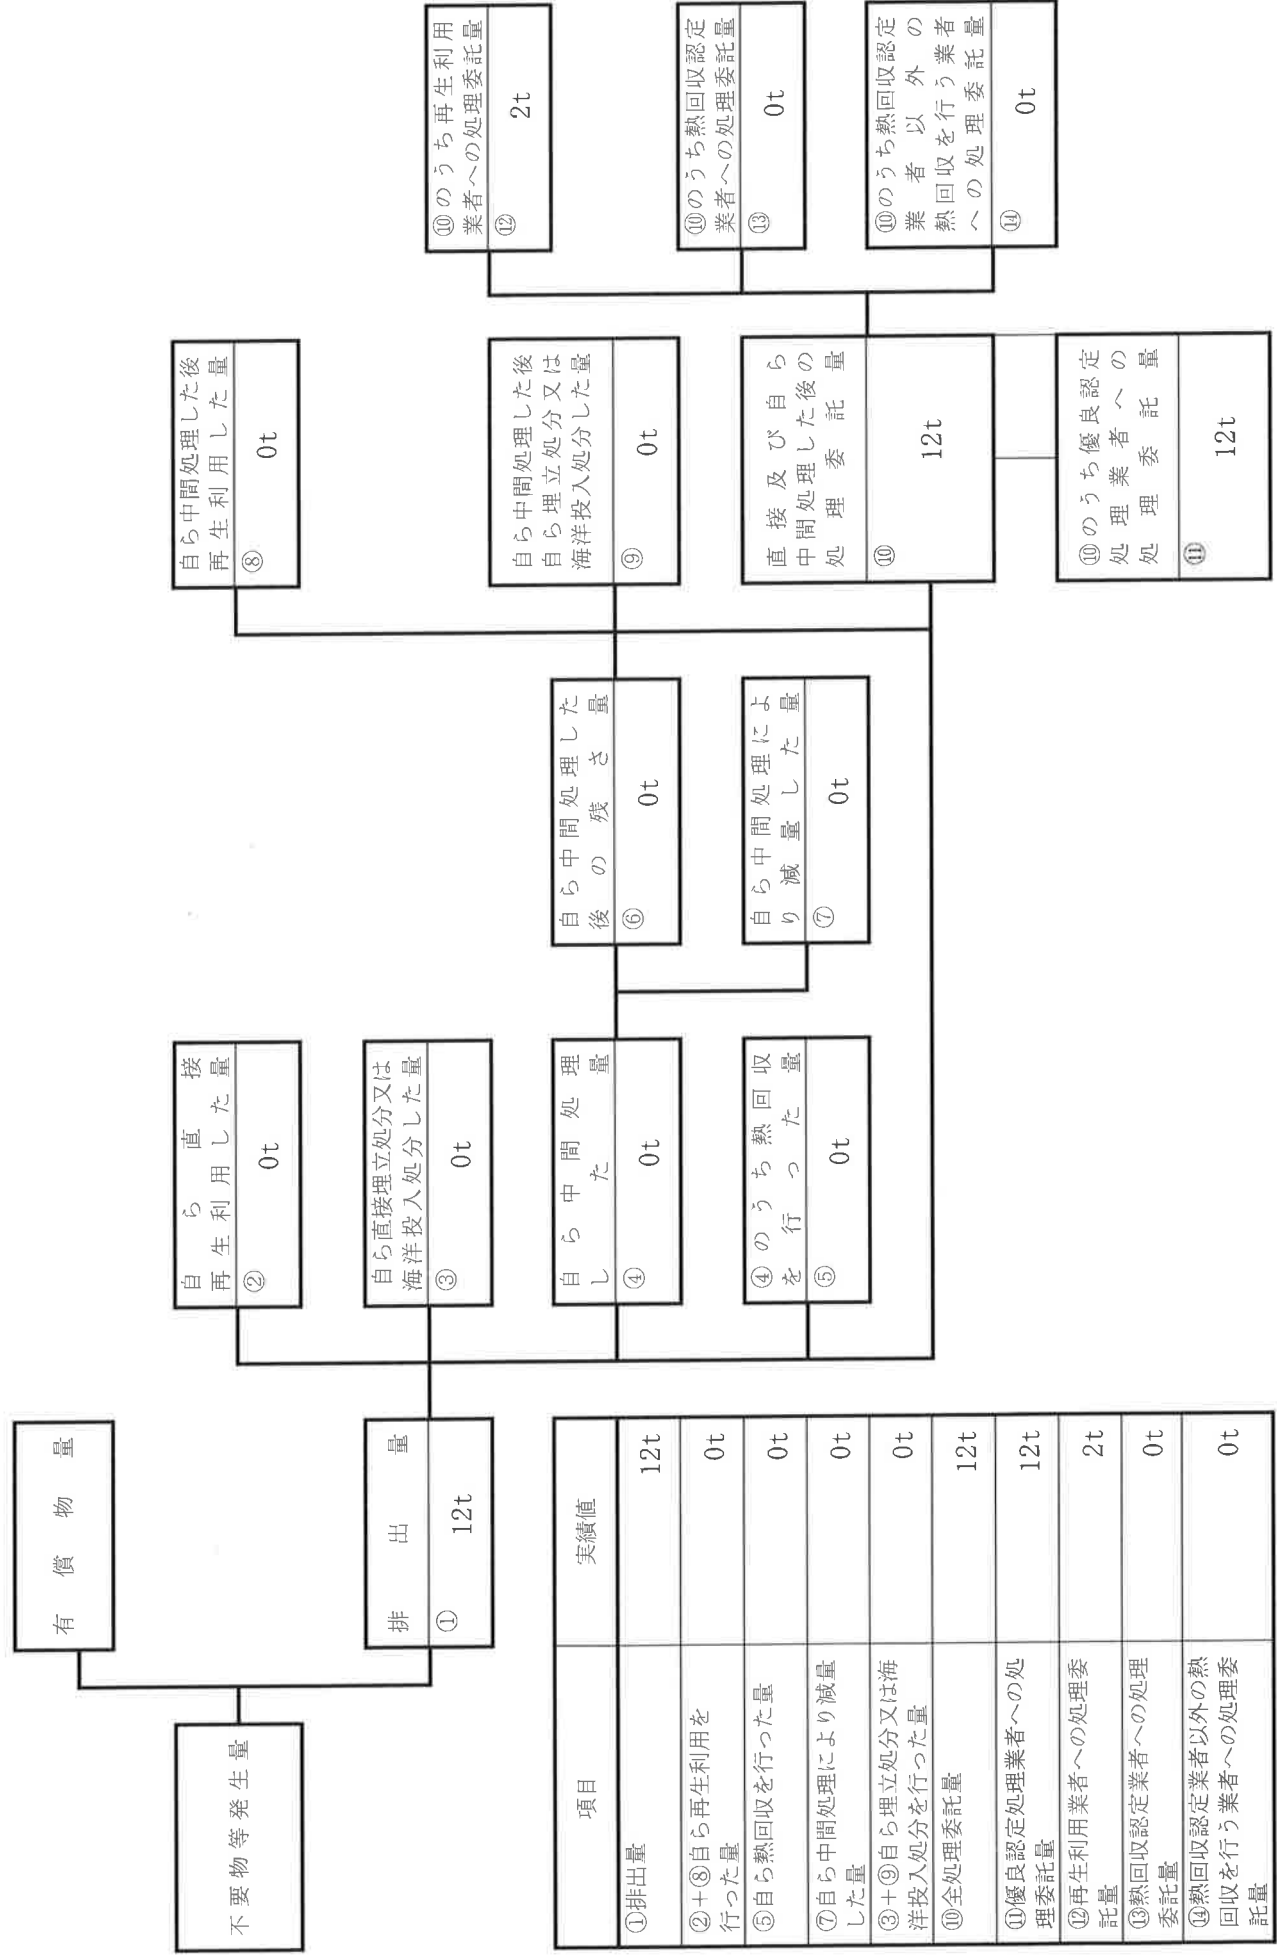 有償物量
不要物等発生量
排出量
①
12t
自ら直接
再生利用した量
②
0t
自ら直接埋立処分又は
海洋投入処分した量
③
0t
自ら中間処理
した量
④
0t
④のうち熱回収
を行った量
⑤
0t
自ら中間処理した
後の残さ量
⑥
0t
自ら中間処理によ
り減量した量
⑦
0t
自ら中間処理した後
再生利用した量
⑧
0t
自ら中間処理した後
自ら埋立処分又は
海洋投入処分した量
⑨
0t
直接及び自ら
中間処理した後の
処理委託量
⑩
12t
⑩のうち優良認定
処理業者への
処理委託量
⑪
12t
⑩のうち再生利用
業者への処理委託量
⑫
2t
⑩のうち熱回収認定
業者への処理委託量
⑬
0t
⑩のうち熱回収認定
業者以外の
熱回収を行う業者
への処理委託量
⑭
0t
項目 実績値
①排出量 12t
②+⑧自ら再生利用を
行った量 0t
⑤自ら熱回収を行った量 0t
⑦自ら中間処理により減量
した量 0t
③+⑨自ら埋立処分又は海
洋投入処分を行った量 0t
⑩全処理委託量 12t
⑪優良認定処理業者への処
理委託量 12t
⑫再生利用業者への処理委
託量 2t
⑬熱回収認定業者への処理
委託量 0t
⑭熱回収認定業者以外の熱
回収を行う業者への処理委
託量 0t